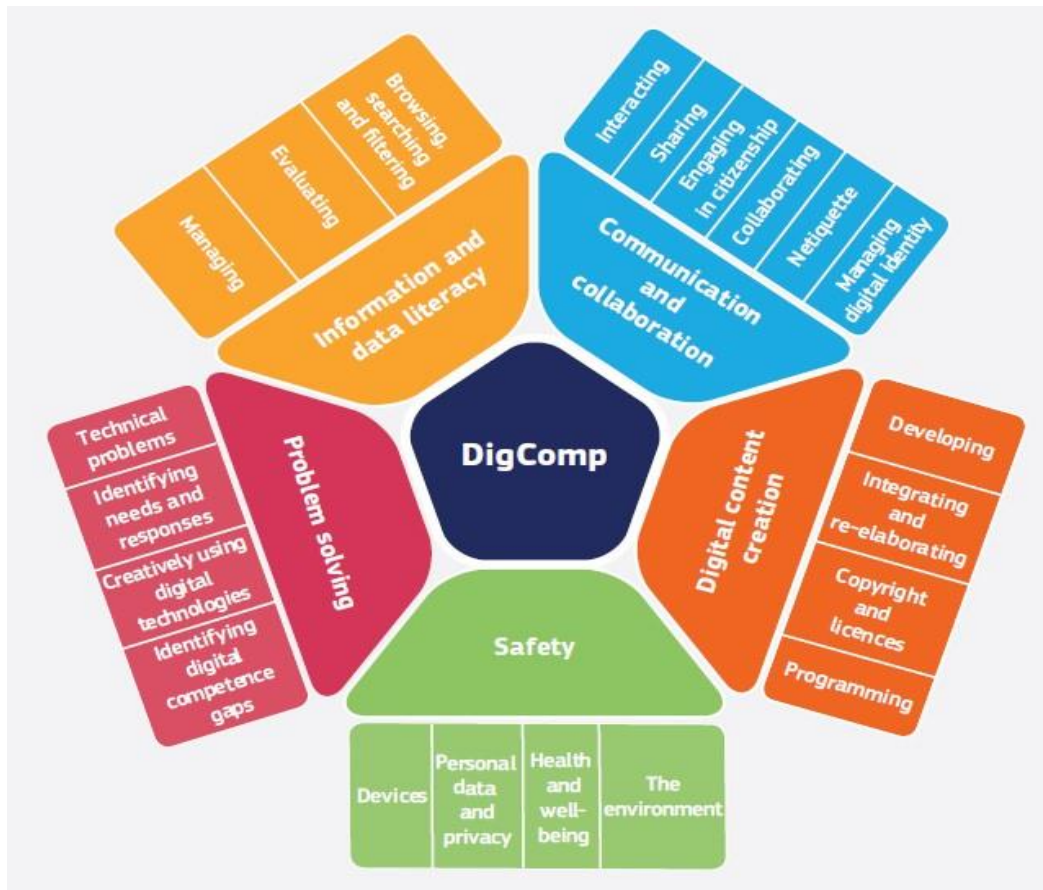 DigComp
Information and
data literacy
Managing
Evaluating
Browsing,
searching
and filtering
Communication
and
collaboration
Interacting
Sharing
Engaging
in citizenship
Collaborating
Netiquette
Managing
digital identity
Digital content
creation
Developing
Integrating
and
re-elaborating
Copyright
and
licences
Programming
Safety
Devices
Personal
data
and
privacy
Health
and
well-
being
The
environment
Problem solving
Technical
problems
Identifying
needs and
responses
Creatively using
digital
technologies
Identifying
digital
competence
gaps